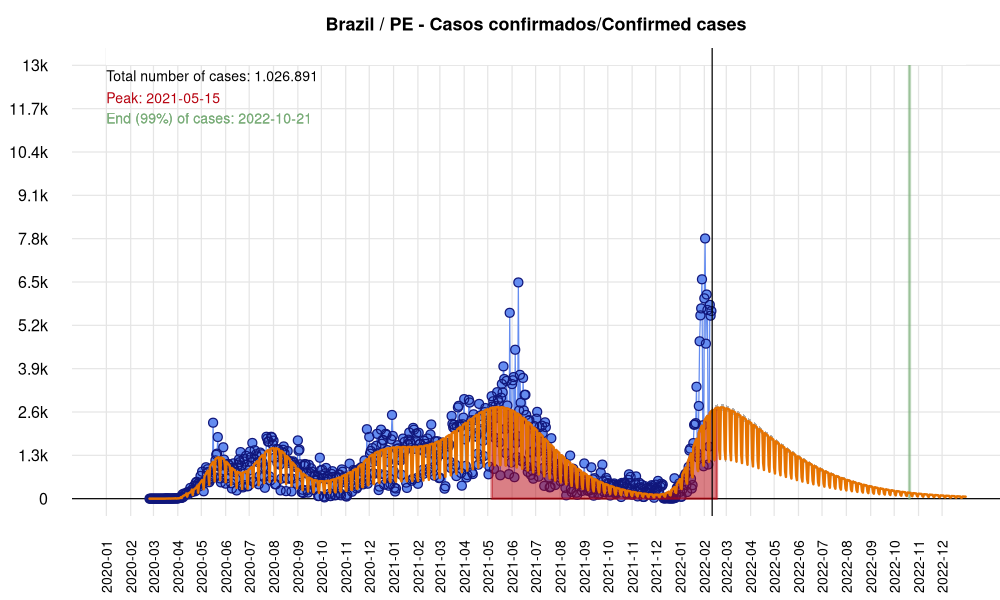 Brazil / PE - Casos confirmados/Confirmed cases
13k
11.7k
10.4k
9.1k
7.8k
6.5k
5.2k
3.9k
2.6k
1.3k
0
Total number of cases: 1.026.891
Peak: 2021-05-15
End (99%) of cases: 2022-10-21
2020-01
2020-02
2020-03
2020-04
2020-05
2020-06
2020-07
2020-08
2020-09
2020-10
2020-11
2020-12
2021-01
2021-02
2021-03
2021-04
2021-05
2021-06
2021-07
2021-08
2021-09
2021-10
2021-11
2021-12
2022-01
2022-02
2022-03
2022-04
2022-05
2022-06
2022-07
2022-08
2022-09
2022-10
2022-11
2022-12